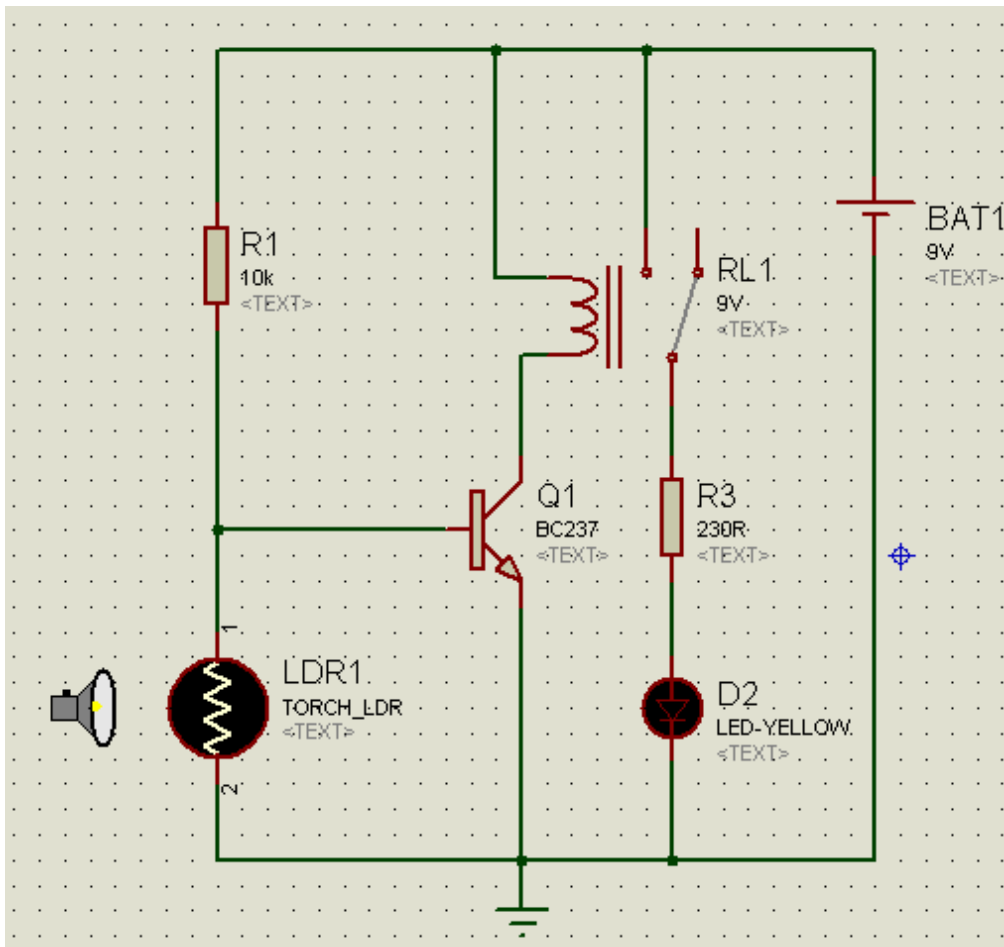 R1
10k
<TEXT>
BAT1
9V
<TEXT>
RL1
9V
<TEXT>
Q1
BC237
<TEXT>
R3
230R
<TEXT>
1
LDR1
TORCH_LDR
<TEXT>
2
D2
LED-YELLOW
<TEXT>